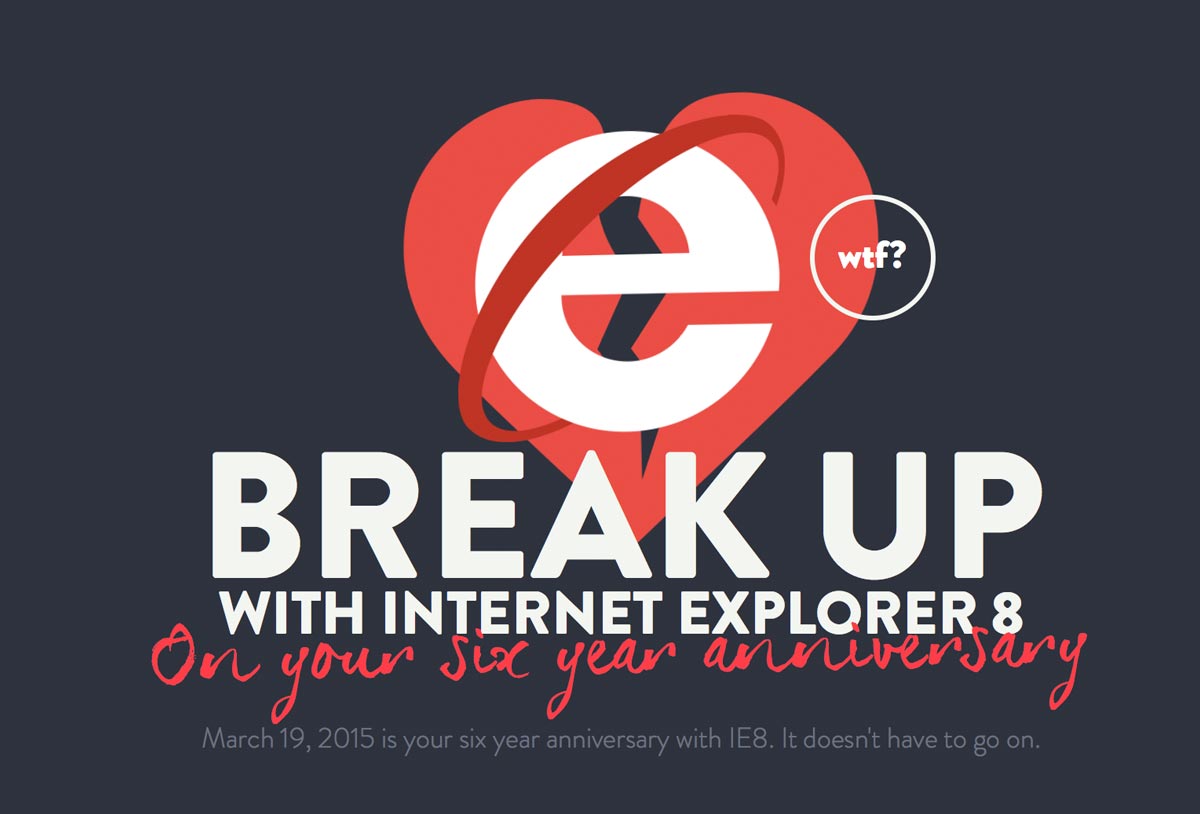 e
wtf?
BREAK UP
WITH INTERNET EXPLORER 8
On your six year anniversary
March 19, 2015 is your six year anniversary with IE8. It doesn't have to go on.